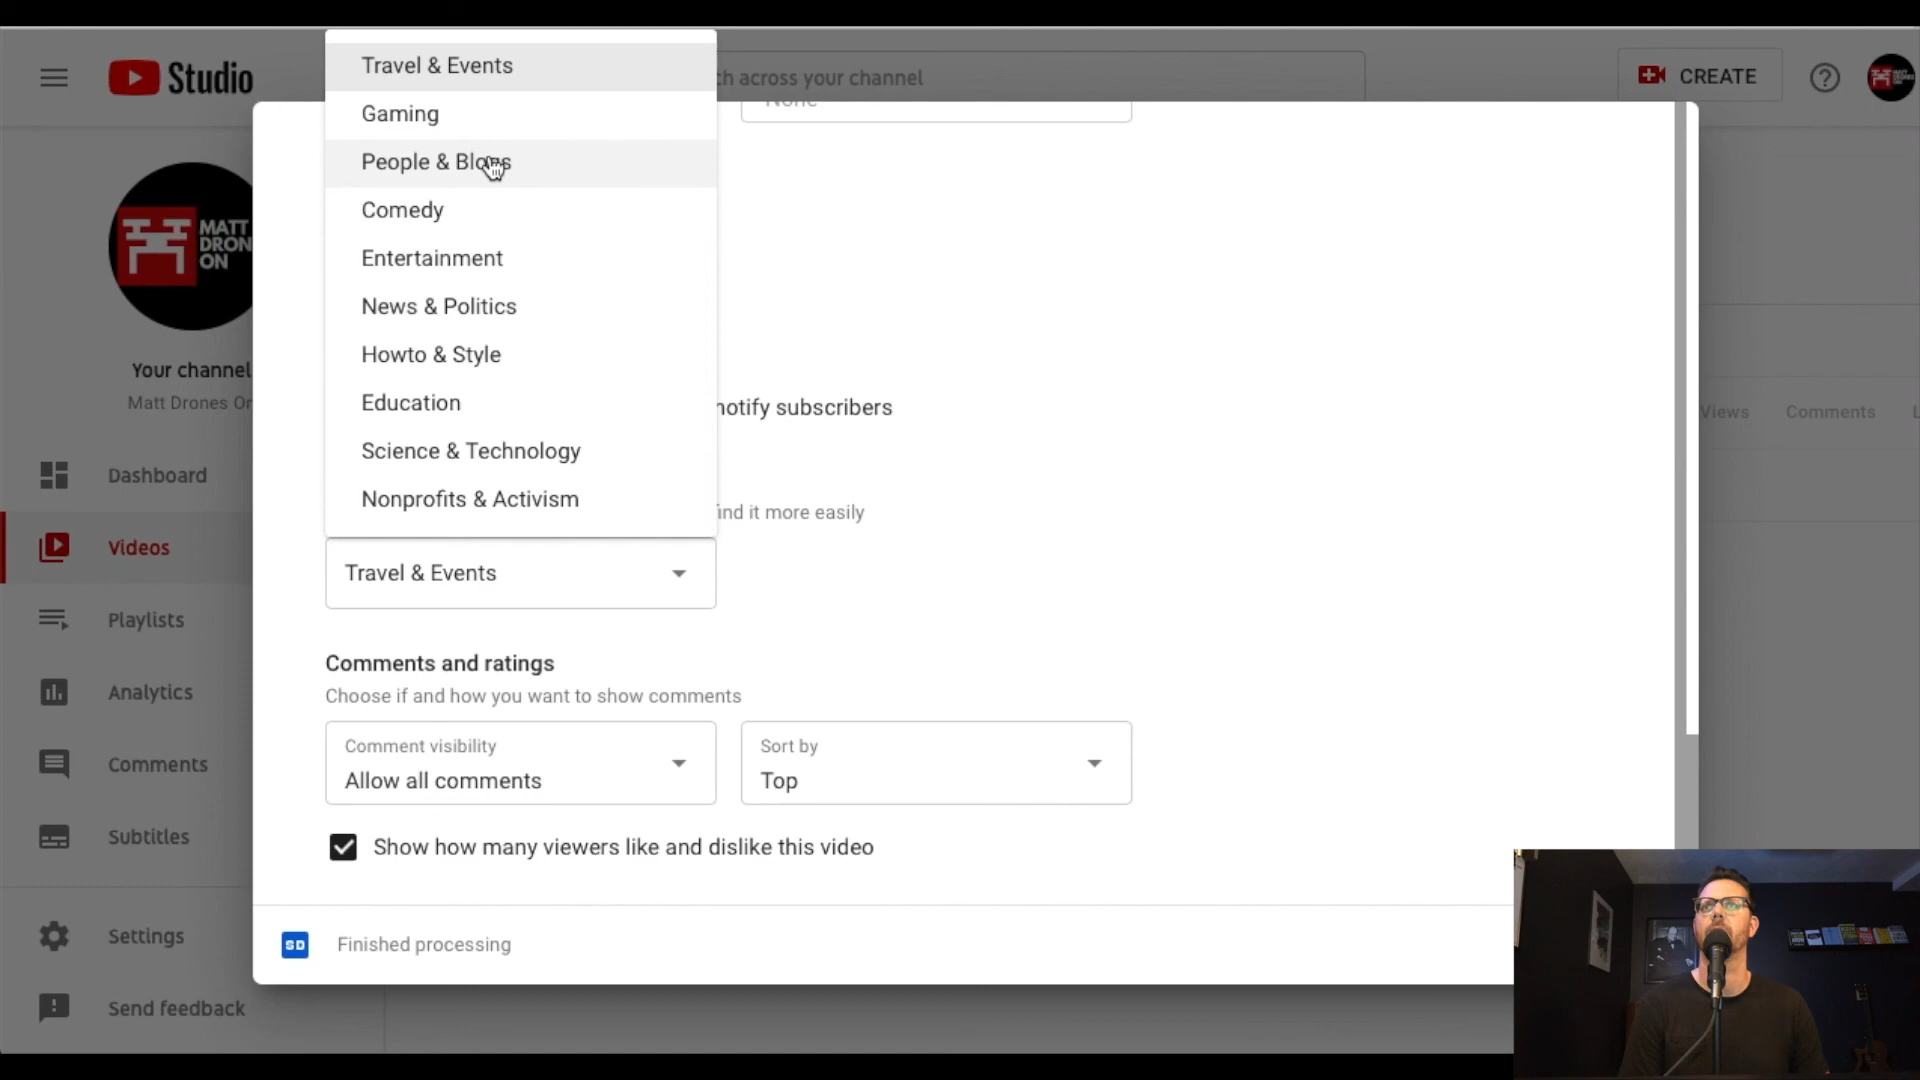 Studio
ch across your channel
CREATE
MATT
DRON
ON
Your channel
Matt Drones On
Dashboard
Videos
Playlists
Analytics
Comments
Subtitles
Settings
Send feedback
None
Travel & Events
Gaming
People & Blogs
Comedy
Entertainment
News & Politics
Howto & Style
Education
Science & Technology
Nonprofits & Activism
notify subscribers
find it more easily
Travel & Events
Comments and ratings
Choose if and how you want to show comments
Comment visibility
Allow all comments
Sort by
Top
Show how many viewers like and dislike this video
SD
Finished processing
Views
Comments